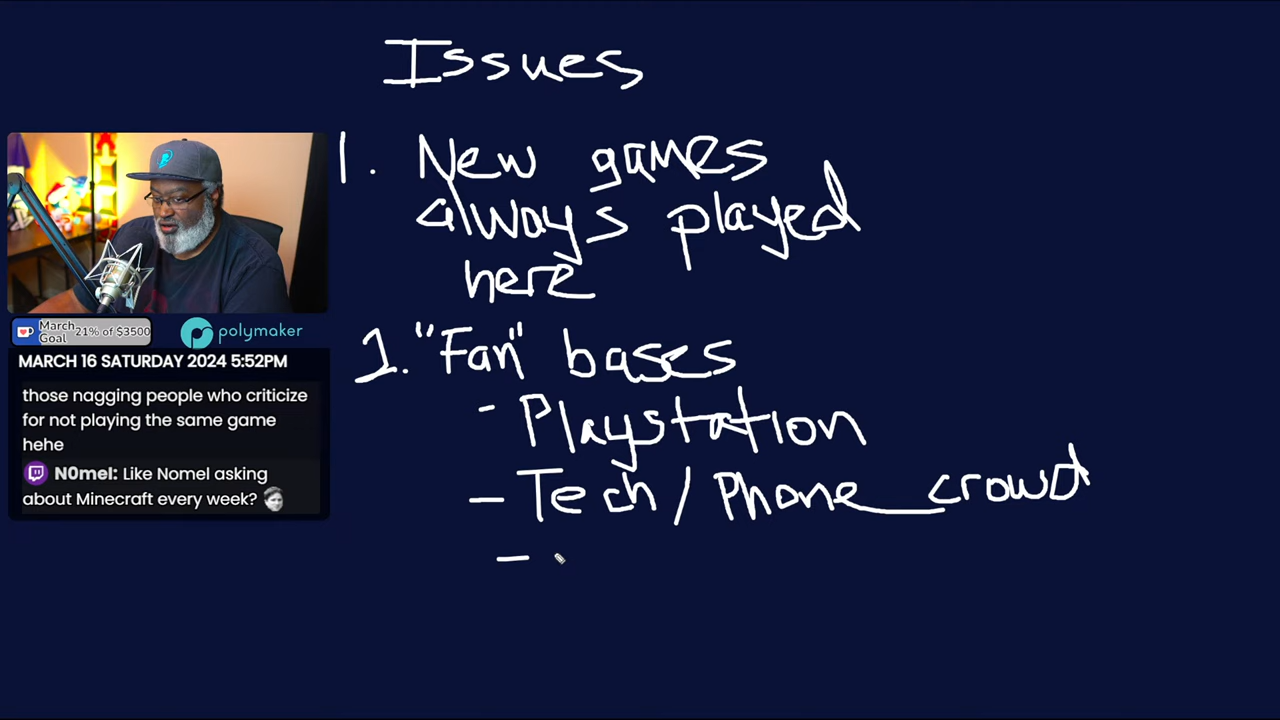 Issues
1. New games
always played
here
1. "Fan" bases
- Playstation
- Tech / Phone crowd
-
March
Goal
21% of $3500
polymaker
MARCH 16 SATURDAY 2024 5:52PM
those nagging people who criticize
for not playing the same game
hehe
N0mel: Like Nomel asking
about Minecraft every week?